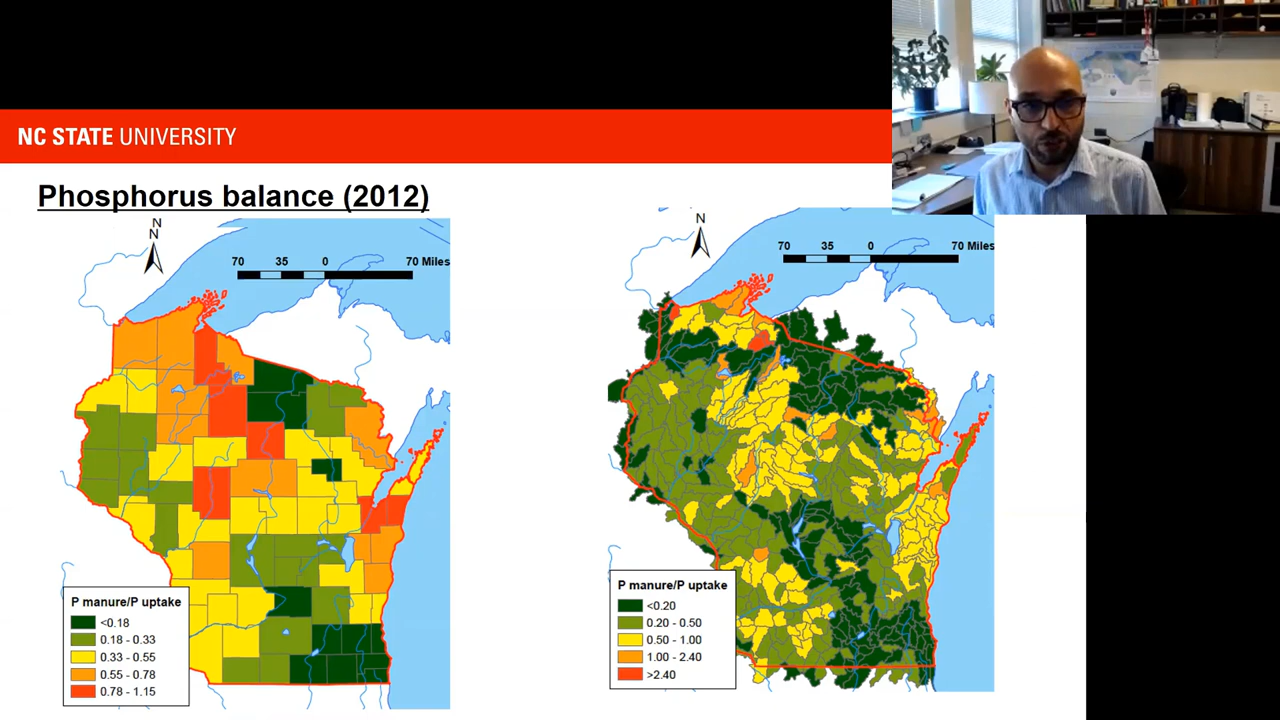 NC STATE UNIVERSITY
Phosphorus balance (2012)
N
N
70 35 0 70 Miles
P manure/P uptake
<0.18
0.18 - 0.33
0.33 - 0.55
0.55 - 0.78
0.78 - 1.15
N
70 35 0 70 Miles
P manure/P uptake
<0.20
0.20 - 0.50
0.50 - 1.00
1.00 - 2.40
>2.40